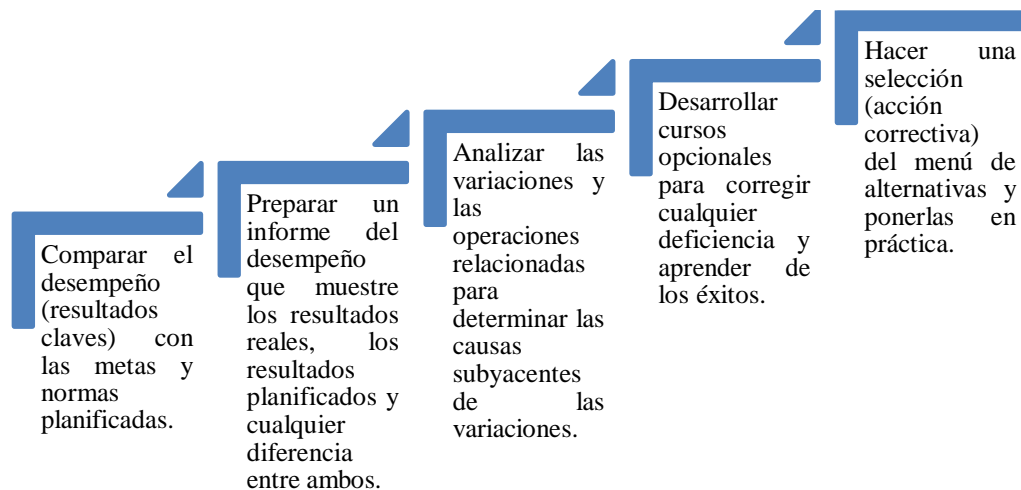 Comparar el
desempeño
(resultados
claves) con
las metas y
normas
planificadas.
Preparar un
informe del
desempeño
que muestre
los resultados
reales, los
resultados
planificados y
cualquier
diferencia
entre ambos.
Analizar las
variaciones y
las
operaciones
relacionadas
para
determinar las
causas
subyacentes
de las
variaciones.
Desarrollar
cursos
opcionales
para corregir
cualquier
deficiencia y
aprender de
los éxitos.
Hacer una
selección
(acción
correctiva)
del menú de
alternativas y
ponerlas en
práctica.